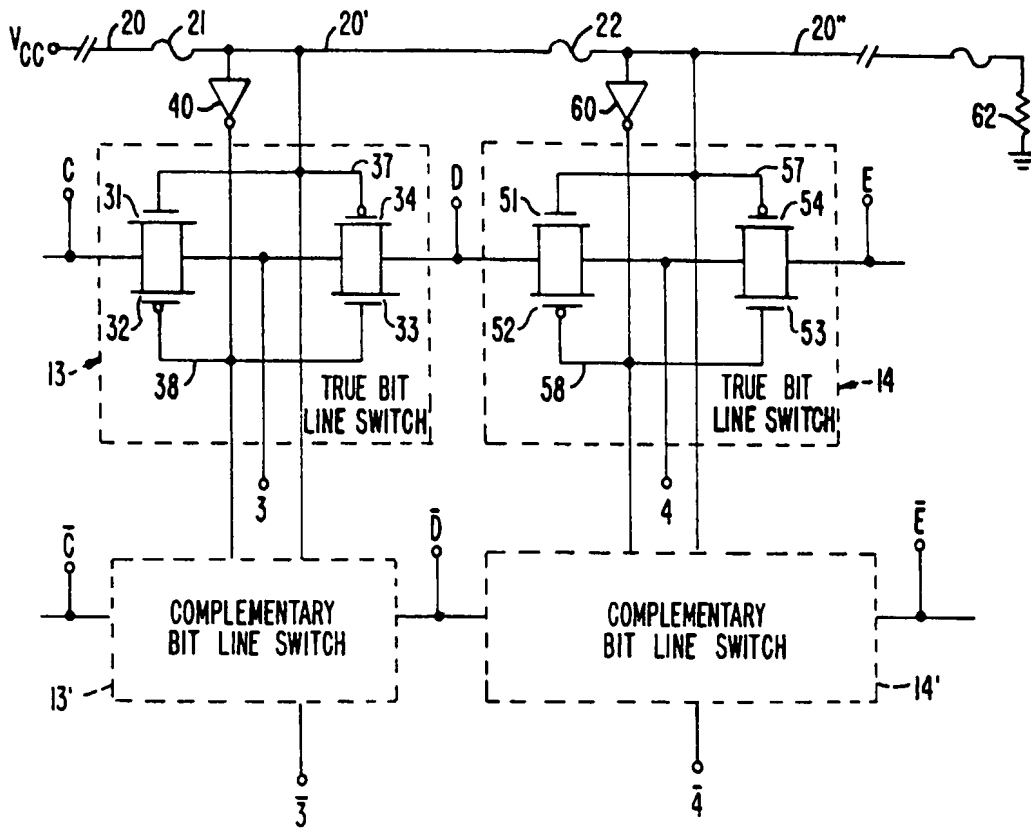 20 21 20' 22 20"
VCC
40 60 62
C 31 37 34 D 51 57 54 E
32 33 52 53
13 38 58 14
TRUE BIT
LINE SWITCH
TRUE BIT
LINE SWITCH
3 4
C̅ D̅ E̅
COMPLEMENTARY
BIT LINE SWITCH
COMPLEMENTARY
BIT LINE SWITCH
13' 14'
3̅ 4̅